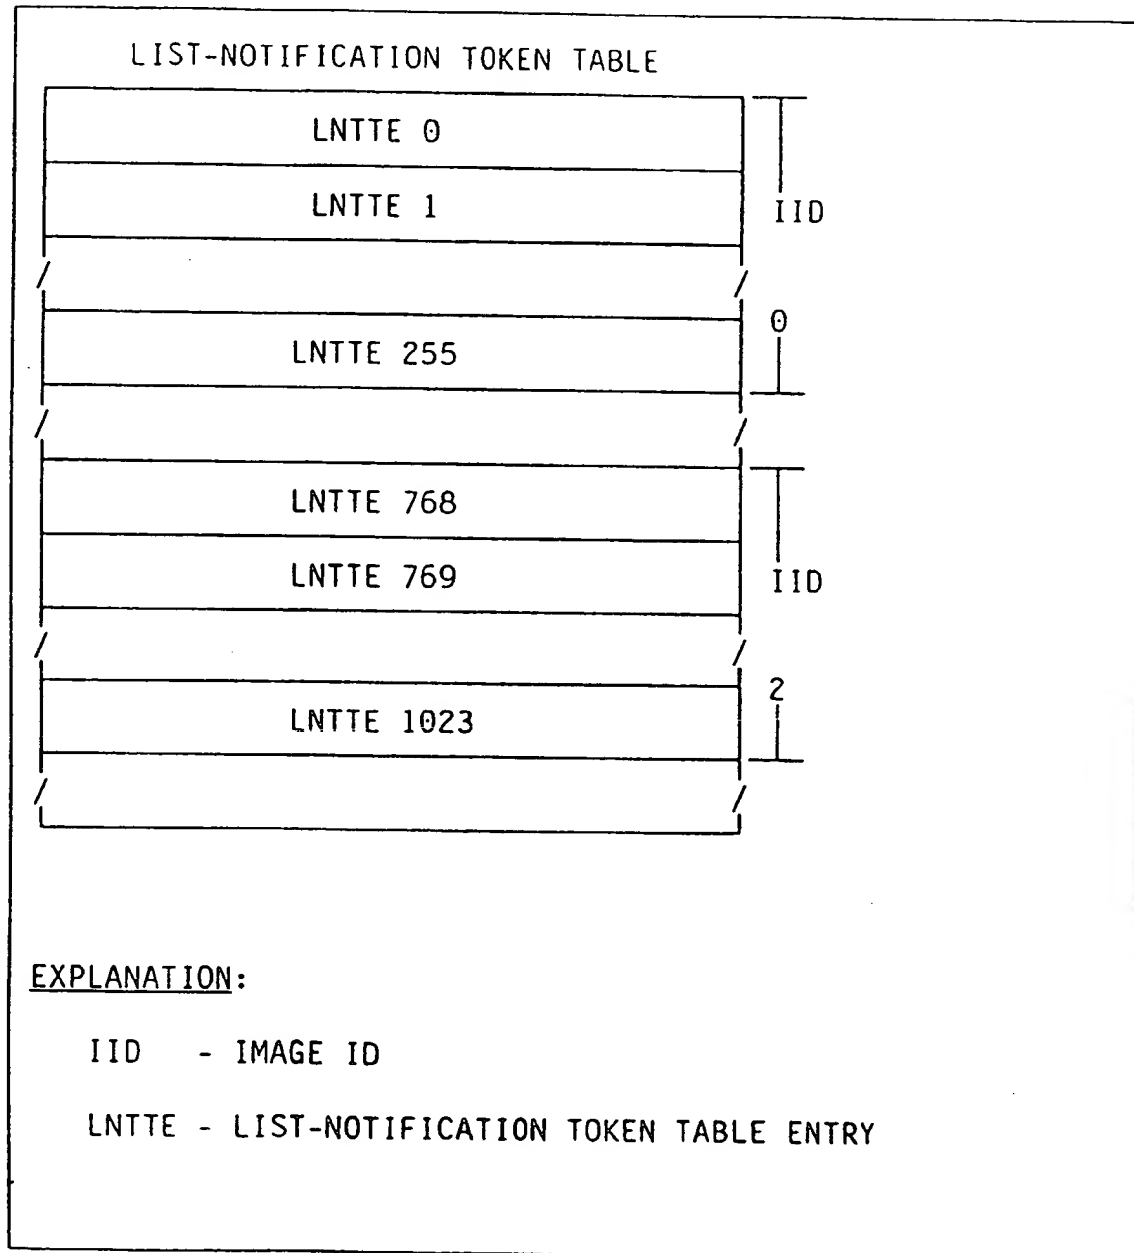 LIST-NOTIFICATION TOKEN TABLE
LNTTE 0
LNTTE 1
IID
0
LNTTE 255
LNTTE 768
LNTTE 769
IID
2
LNTTE 1023
EXPLANATION:
IID - IMAGE ID
LNTTE - LIST-NOTIFICATION TOKEN TABLE ENTRY